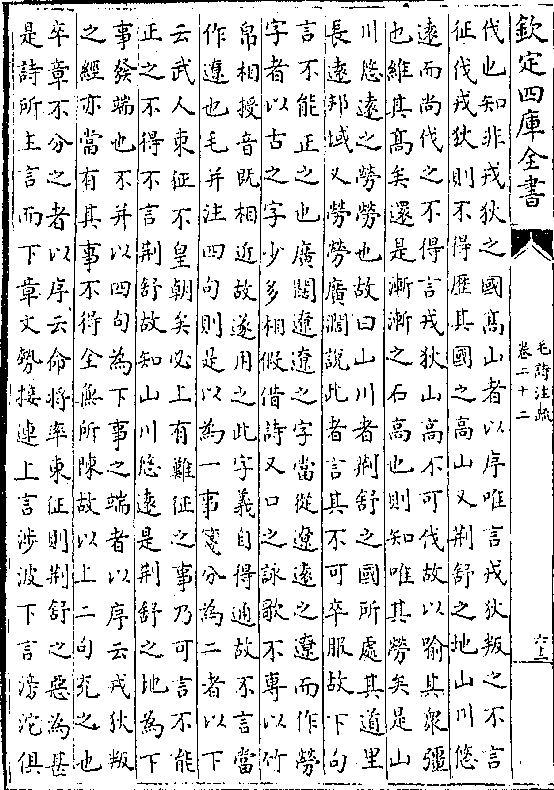 欽定四庫全書
毛詩注疏
卷二十二
六十二
伐也知非戎狄之國高山者以序唯言戎狄叛之不言
征伐戎狄則不得歷其國之高山又荆舒之地山川悠
遠而尚伐之不得言戎狄山高不可伐故以喻其衆彊
也維其高矣還是漸漸之石高也則知唯其勞矣是山
川悠遠之勞勞也故曰山川者荆舒之國所處其道里
長遠邦域又勞勞廣濶說此者言其不可卒服故下句
言不能正之也廣闊遼遼之字當從遼遠之遼而作勞
字者以古之字少多相假借詩又口之詠歌不專以竹
帛相授音既相近故遂用之此字義自得通故不言當
作遼也毛并注四句則是以為一事𢍆分為二者以下
云武人東征不皇朝矣必上有難征之事乃可言不能
正之不得不言荆舒故知山川悠遠是荆舒之地為下
事發端也不并以四句為下事之端者以序云戎狄叛
之經亦當有其事不得全無所陳故以上二句充之也
卒章不分之者以序云命將率東征則荆舒之惡為甚
是詩所主言而下章文勢接連上言涉波下言滂沱俱